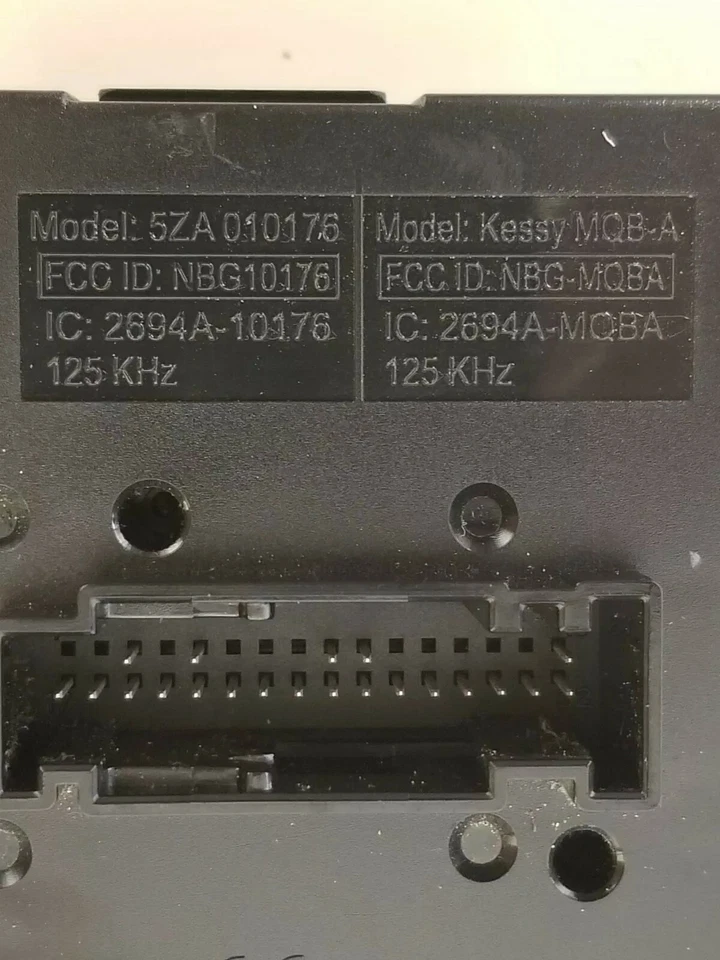 Model: 5ZA 010176
FCC ID: NBG10176
IC: 2694A-10176
125 KHz
Model: Kessy MQB-A
FCC ID: NBG-MQBA
IC: 2694A-MQBA
125 KHz